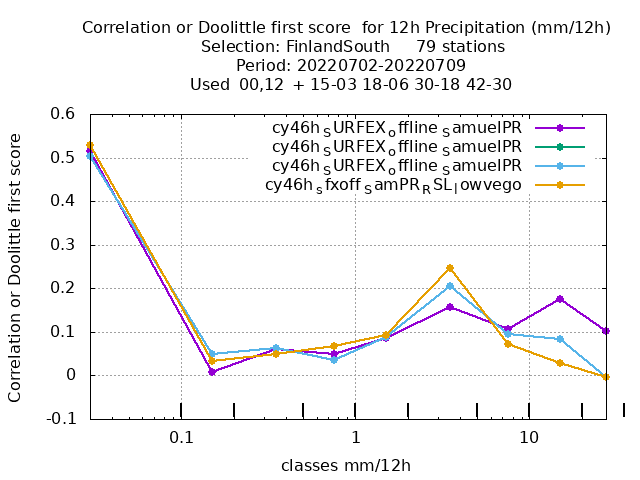 Correlation or Doolittle first score  for 12h Precipitation (mm/12h)
Selection: FinlandSouth     79 stations
Period: 20220702-20220709
Used  00,12  + 15-03 18-06 30-18 42-30
cy46h_SURFEX_offline_SamuelPR
cy46h_SURFEX_offline_SamuelPR
cy46h_SURFEX_offline_SamuelPR
cy46h_sfxoff_SamPR_RSL_lowvego
Correlation or Doolittle first score
0.6
0.5
0.4
0.3
0.2
0.1
0
-0.1
0.1
1
10
classes mm/12h